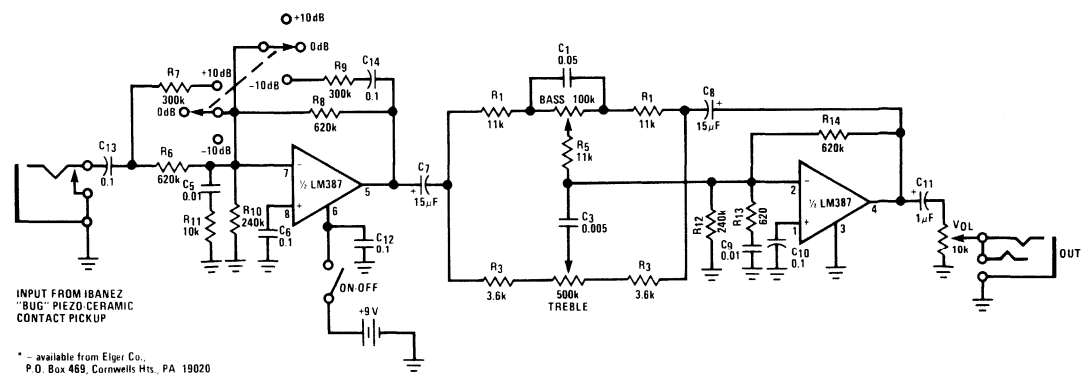 +10dB
0dB
R7
300k
+10dB
0dB
-10dB
-10dB
R9
300k
C14
0.1
R8
620k
C13
0.1
R6
620k
C5
0.01
R11
10k
R10
240k
7
−
½ LM387
+
8
6
5
C6
0.1
C12
0.1
ON-OFF
+9V
C7
+
15μF
R1
11k
C1
0.05
BASS 100k
R1
11k
R5
11k
C3
0.005
R3
3.6k
500k
TREBLE
R3
3.6k
C8
+
15μF
R14
620k
R12
240k
R13
620
C9
0.01
C10
0.1
2
−
½ LM387
+
1
3
4
C11
+
1μF
VOL
10k
OUT
INPUT FROM IBANEZ
"BUG" PIEZO-CERAMIC
CONTACT PICKUP
* – available from Elger Co.,
P.O. Box 469, Cornwells Hts., PA 19020